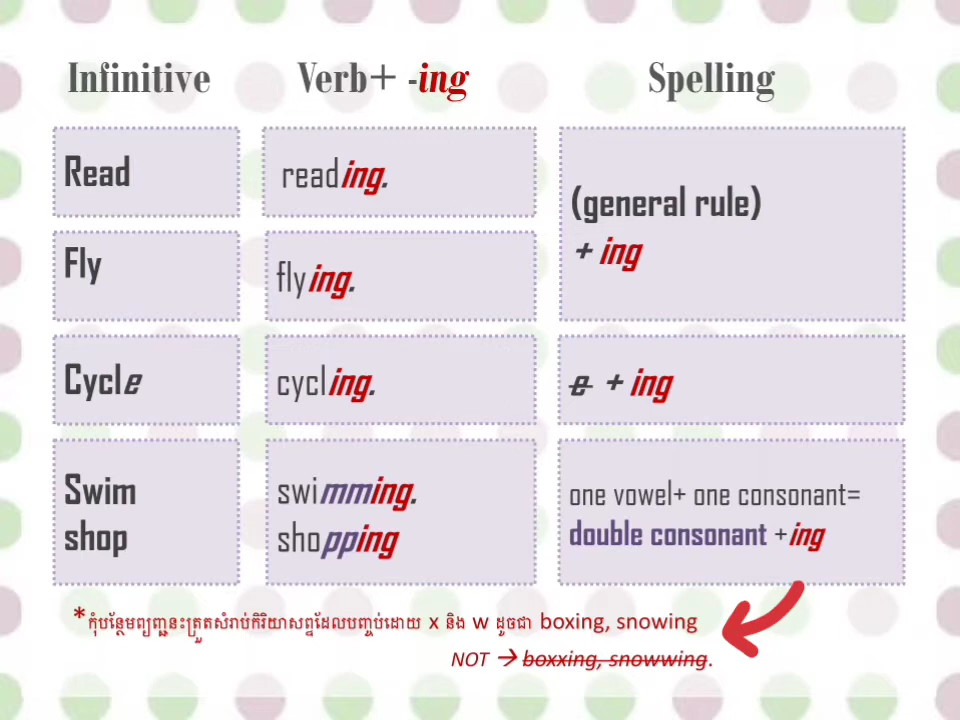 Infinitive Verb+ -ing Spelling
Read reading. (general rule)
+ ing
Fly flying.
Cycle cycling. e + ing
Swim swimming. one vowel+ one consonant=
shop shopping double consonant +ing
*កុំបន្ថែមព្យញ្ជនះត្រួតសំរាប់កិរិយាសព្ទដែលបញ្ចប់ដោយ x និង w ដូចជា boxing, snowing
NOT → boxxing, snowwing.